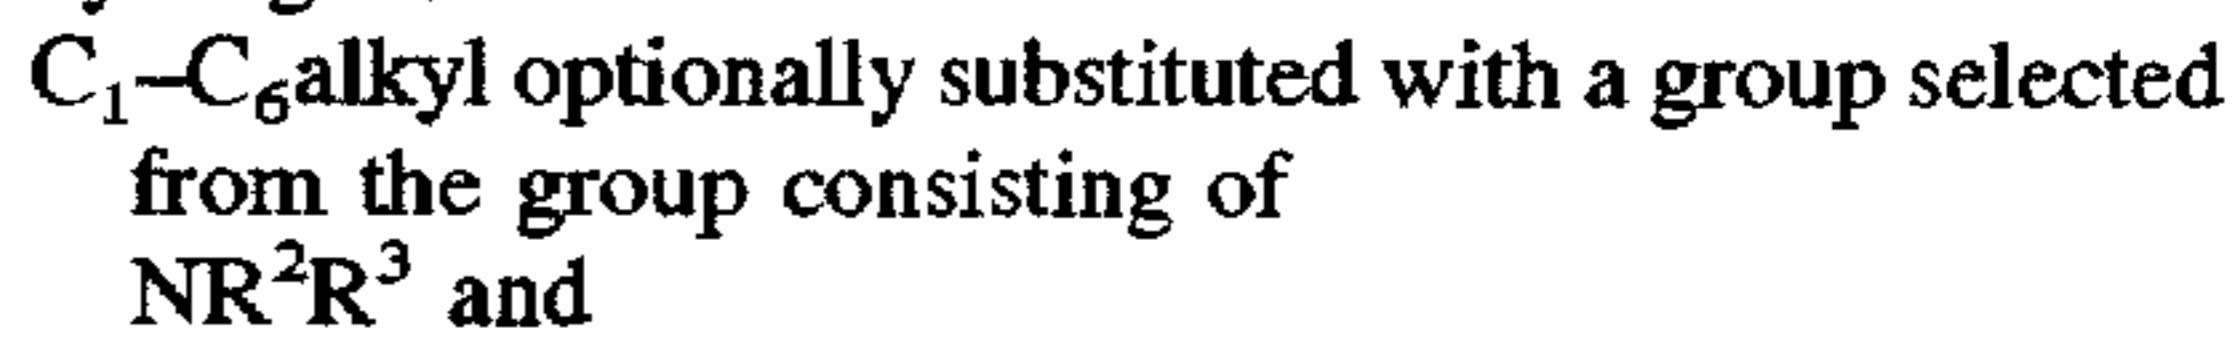 C₁–C₆alkyl optionally substituted with a group selected
from the group consisting of
NR²R³ and